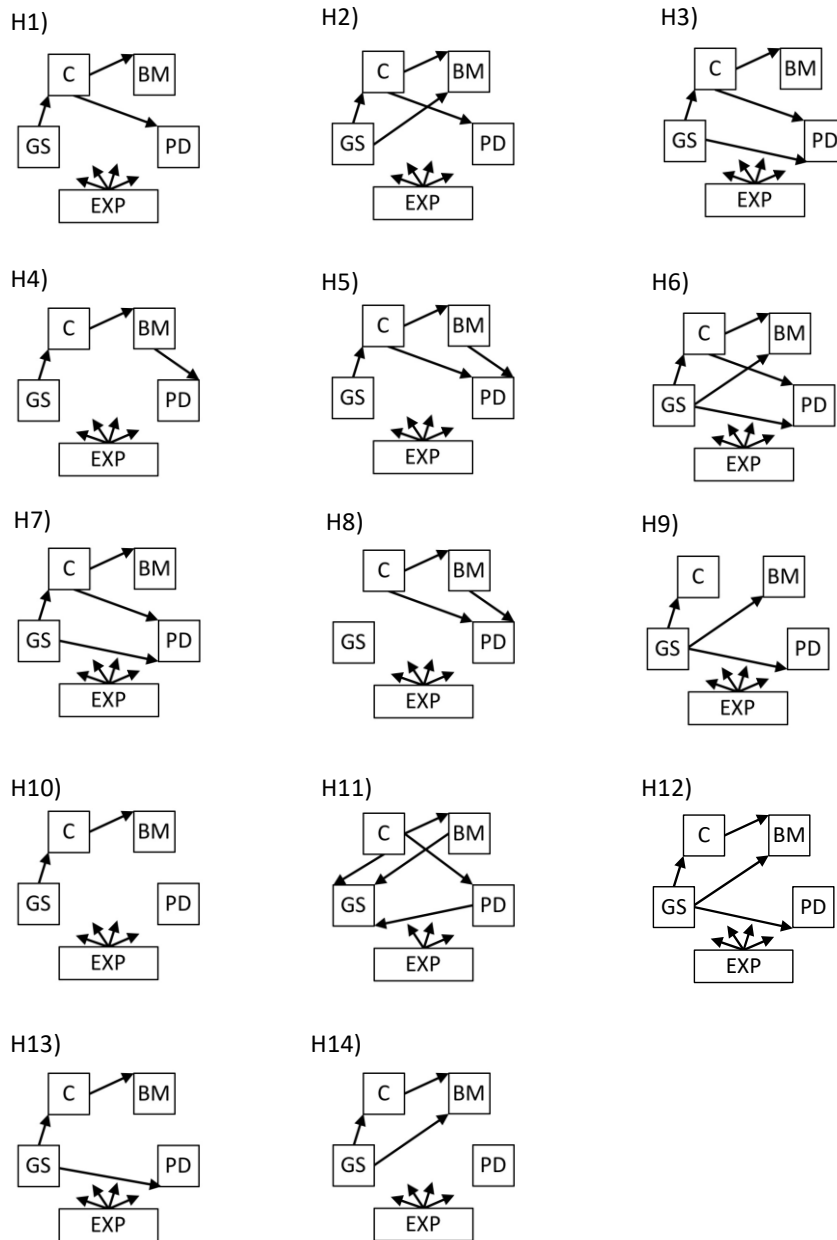 H1)
H2)
H3)
C BM
GS PD
EXP
C BM
GS PD
EXP
C BM
GS PD
EXP
H4)
H5)
H6)
C BM
GS PD
EXP
C BM
GS PD
EXP
C BM
GS PD
EXP
H7)
H8)
H9)
C BM
GS PD
EXP
C BM
GS PD
EXP
C BM
GS PD
EXP
H10)
H11)
H12)
C BM
GS PD
EXP
C BM
GS PD
EXP
C BM
GS PD
EXP
H13)
H14)
C BM
GS PD
EXP
C BM
GS PD
EXP